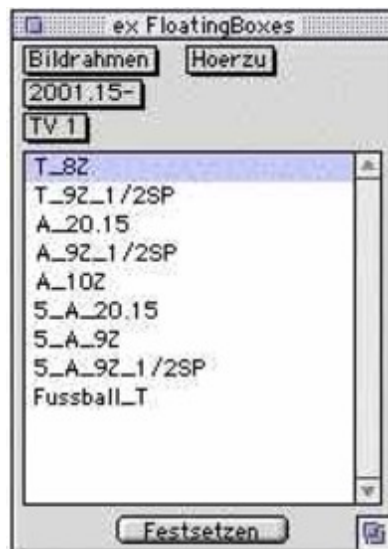 ex FloatingBoxes
Bildrahmen Hoerzu
2001.15-
TV 1
T_8Z
T_9Z_1/2SP
A_20.15
A_9Z_1/2SP
A_10Z
5_A_20.15
5_A_9Z
5_A_9Z_1/2SP
Fussball_T
Festsetzen